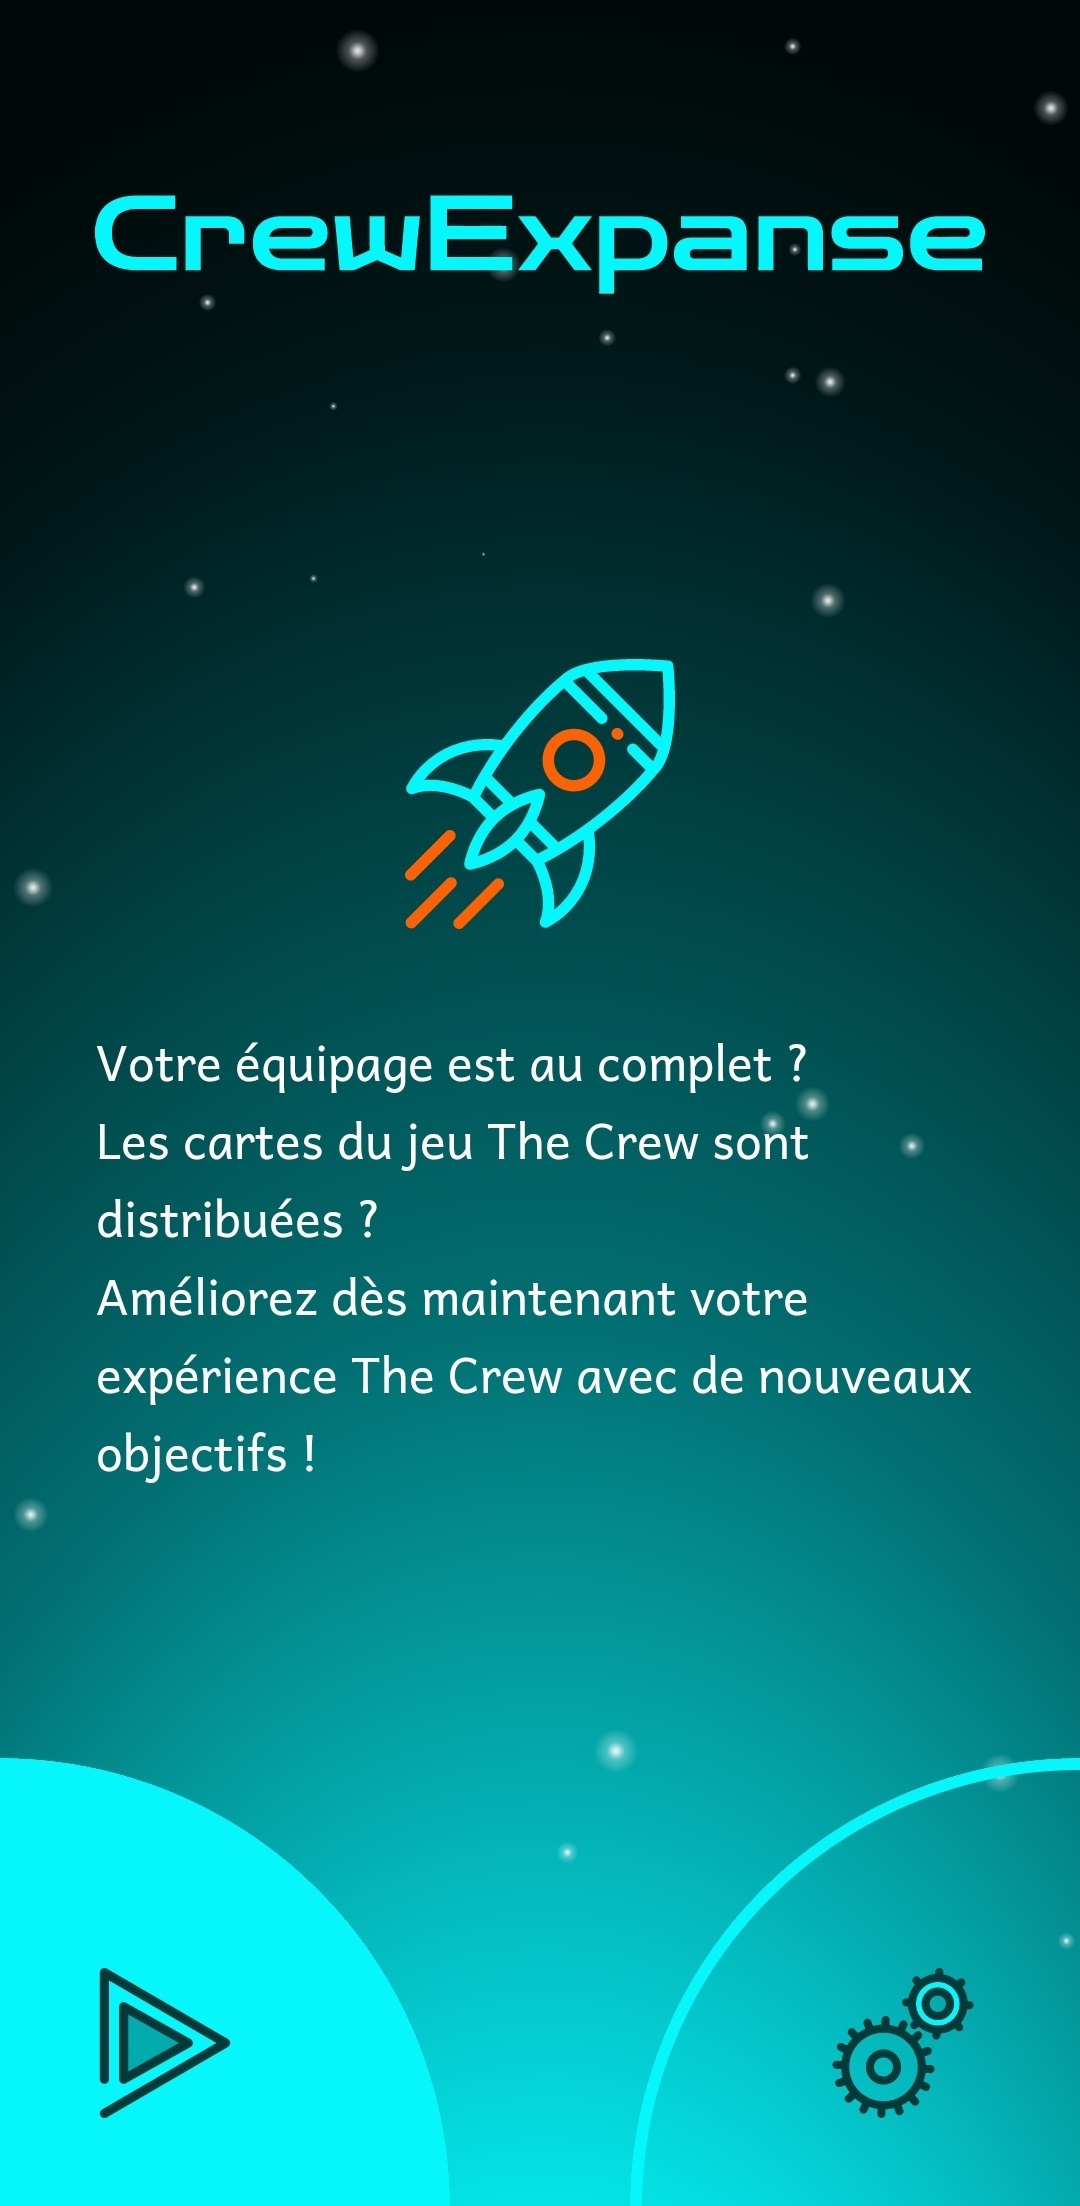 CrewExpanse
Votre équipage est au complet ?
Les cartes du jeu The Crew sont
distribuées ?
Améliorez dès maintenant votre
expérience The Crew avec de nouveaux
objectifs !